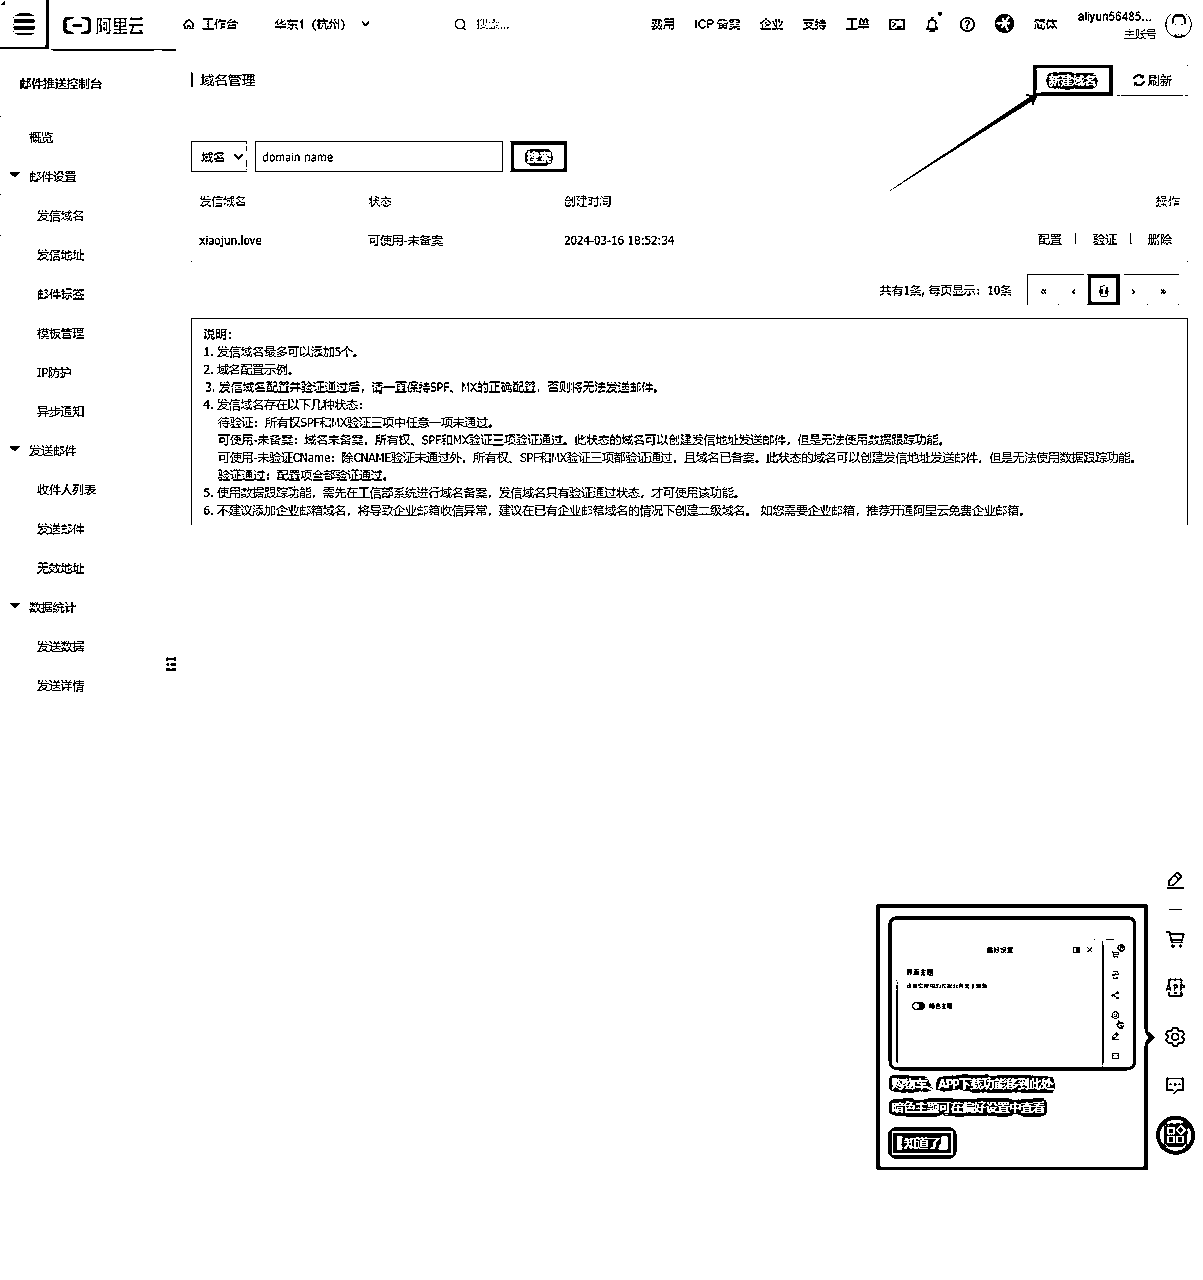 阿里云 工作台 华东1（杭州） 搜索... 费用 ICP 备案 企业 支持 工单 简体 aliyun56485...
主账号
邮件推送控制台
概览
邮件设置
发信域名
发信地址
邮件标签
模板管理
IP防护
异步通知
发送邮件
收件人列表
发送邮件
无效地址
数据统计
发送数据
发送详情
域名管理 新建域名 刷新
域名 domain name 搜索
发信域名 状态 创建时间 操作
xiaojun.love 可使用-未备案 2024-03-16 18:52:34 配置 验证 删除
共有1条, 每页显示：10条 « ‹ 1 › »
说明：
1. 发信域名最多可以添加5个。
2. 域名配置示例。
3. 发信域名配置并验证通过后，请一直保持SPF、MX的正确配置，否则将无法发送邮件。
4. 发信域名存在以下几种状态：
待验证：所有权SPF和MX验证三项中任意一项未通过。
可使用-未备案：域名未备案，所有权、SPF和MX验证三项验证通过。此状态的域名可以创建发信地址发送邮件，但是无法使用数据跟踪功能。
可使用-未验证CName：除CNAME验证未通过外，所有权、SPF和MX验证三项都验证通过，且域名已备案。此状态的域名可以创建发信地址发送邮件，但是无法使用数据跟踪功能。
验证通过：配置项全部验证通过。
5. 使用数据跟踪功能，需先在工信部系统进行域名备案，发信域名只有验证通过状态，才可使用该功能。
6. 不建议添加企业邮箱域名，将导致企业邮箱收信异常，建议在已有企业邮箱域名的情况下创建二级域名。 如您需要企业邮箱，推荐开通阿里云免费企业邮箱。
偏好设置
界面主题
暗色主题
购物车、APP下载功能移到此处
暗色主题可在偏好设置中查看
知道了